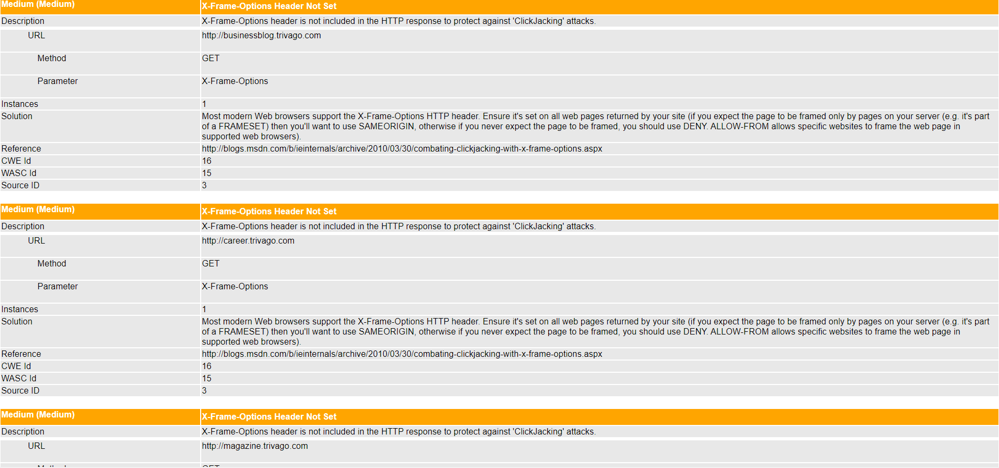 Medium (Medium) X-Frame-Options Header Not Set
Description X-Frame-Options header is not included in the HTTP response to protect against 'ClickJacking' attacks.
URL http://businessblog.trivago.com
Method GET
Parameter X-Frame-Options
Instances 1
Solution Most modern Web browsers support the X-Frame-Options HTTP header. Ensure it's set on all web pages returned by your site (if you expect the page to be framed only by pages on your server (e.g. it's part
of a FRAMESET) then you'll want to use SAMEORIGIN, otherwise if you never expect the page to be framed, you should use DENY. ALLOW-FROM allows specific websites to frame the web page in
supported web browsers).
Reference http://blogs.msdn.com/b/ieinternals/archive/2010/03/30/combating-clickjacking-with-x-frame-options.aspx
CWE Id 16
WASC Id 15
Source ID 3
Medium (Medium) X-Frame-Options Header Not Set
Description X-Frame-Options header is not included in the HTTP response to protect against 'ClickJacking' attacks.
URL http://career.trivago.com
Method GET
Parameter X-Frame-Options
Instances 1
Solution Most modern Web browsers support the X-Frame-Options HTTP header. Ensure it's set on all web pages returned by your site (if you expect the page to be framed only by pages on your server (e.g. it's part
of a FRAMESET) then you'll want to use SAMEORIGIN, otherwise if you never expect the page to be framed, you should use DENY. ALLOW-FROM allows specific websites to frame the web page in
supported web browsers).
Reference http://blogs.msdn.com/b/ieinternals/archive/2010/03/30/combating-clickjacking-with-x-frame-options.aspx
CWE Id 16
WASC Id 15
Source ID 3
Medium (Medium) X-Frame-Options Header Not Set
Description X-Frame-Options header is not included in the HTTP response to protect against 'ClickJacking' attacks.
URL http://magazine.trivago.com